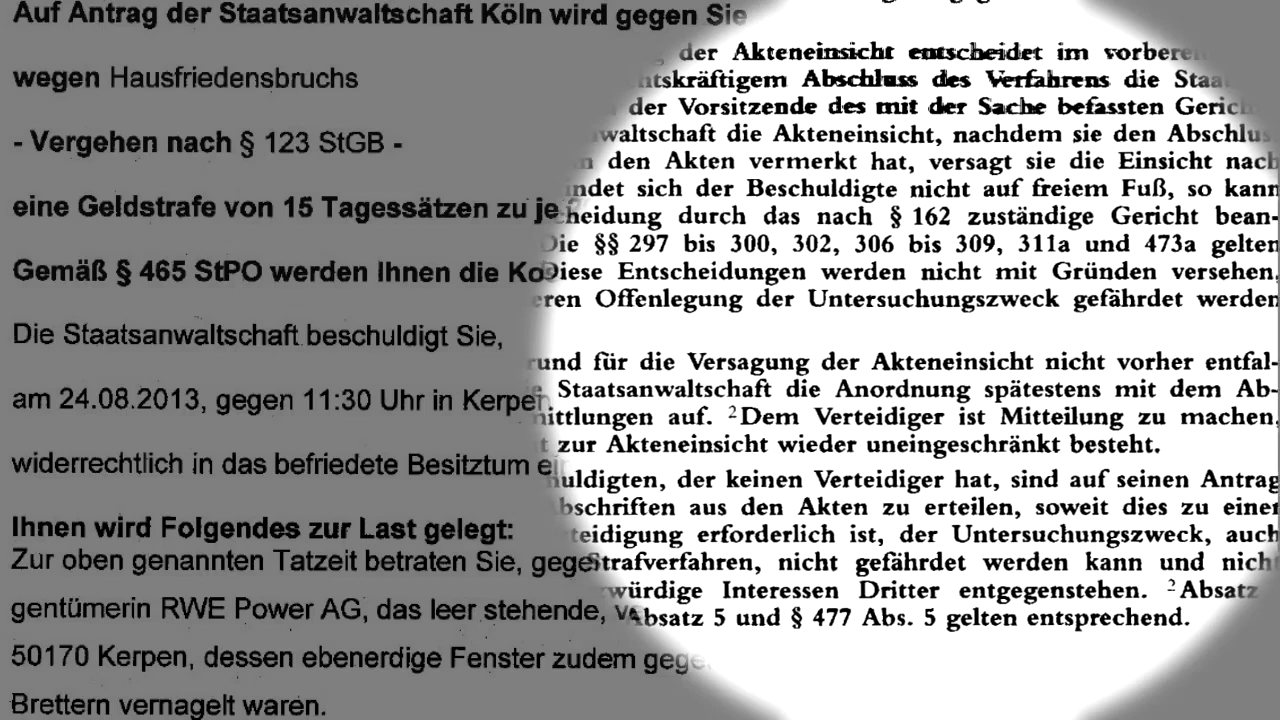 Auf Antrag der Staatsanwaltschaft Köln wird gegen Sie
wegen Hausfriedensbruchs
- Vergehen nach § 123 StGB -
eine Geldstrafe von 15 Tagessätzen zu je
Gemäß § 465 StPO werden Ihnen die Ko
Die Staatsanwaltschaft beschuldigt Sie,
am 24.08.2013, gegen 11:30 Uhr in Kerpen
widerrechtlich in das befriedete Besitztum ei
Ihnen wird Folgendes zur Last gelegt:
Zur oben genannten Tatzeit betraten Sie, gege
gentümerin RWE Power AG, das leer stehende, v
50170 Kerpen, dessen ebenerdige Fenster zudem gege
Brettern vernagelt waren.
der Akteneinsicht entscheidet im vorberei
htskräftigem Abschluss des Verfahrens die Staa
der Vorsitzende des mit der Sache befassten Gerich
waltschaft die Akteneinsicht, nachdem sie den Abschlus
n den Akten vermerkt hat, versagt sie die Einsicht nach
ndet sich der Beschuldigte nicht auf freiem Fuß, so kann
heidung durch das nach § 162 zuständige Gericht bean-
Die §§ 297 bis 300, 302, 306 bis 309, 311a und 473a gelten
Diese Entscheidungen werden nicht mit Gründen versehen,
eren Offenlegung der Untersuchungszweck gefährdet werden
rund für die Versagung der Akteneinsicht nicht vorher entfal-
e Staatsanwaltschaft die Anordnung spätestens mit dem Ab-
mittlungen auf. ²Dem Verteidiger ist Mitteilung zu machen,
t zur Akteneinsicht wieder uneingeschränkt besteht.
huldigten, der keinen Verteidiger hat, sind auf seinen Antrag
bschriften aus den Akten zu erteilen, soweit dies zu einer
teidigung erforderlich ist, der Untersuchungszweck, auch
Strafverfahren, nicht gefährdet werden kann und nicht
würdige Interessen Dritter entgegenstehen. ²Absatz
Absatz 5 und § 477 Abs. 5 gelten entsprechend.